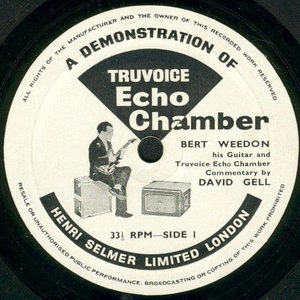 ALL RIGHTS OF THE MANUFACTURER AND THE OWNER OF THIS RECORDED WORK RESERVED
A DEMONSTRATION OF
TRUVOICE
Echo
Chamber
BERT WEEDON
his Guitar and
Truvoice Echo Chamber
Commentary by
DAVID GELL
33⅓ RPM—SIDE 1
HENRI SELMER LIMITED LONDON
RESALE OR UNAUTHORISED PUBLIC PERFORMANCE, BROADCASTING OR COPYING OF THIS WORK PROHIBITED